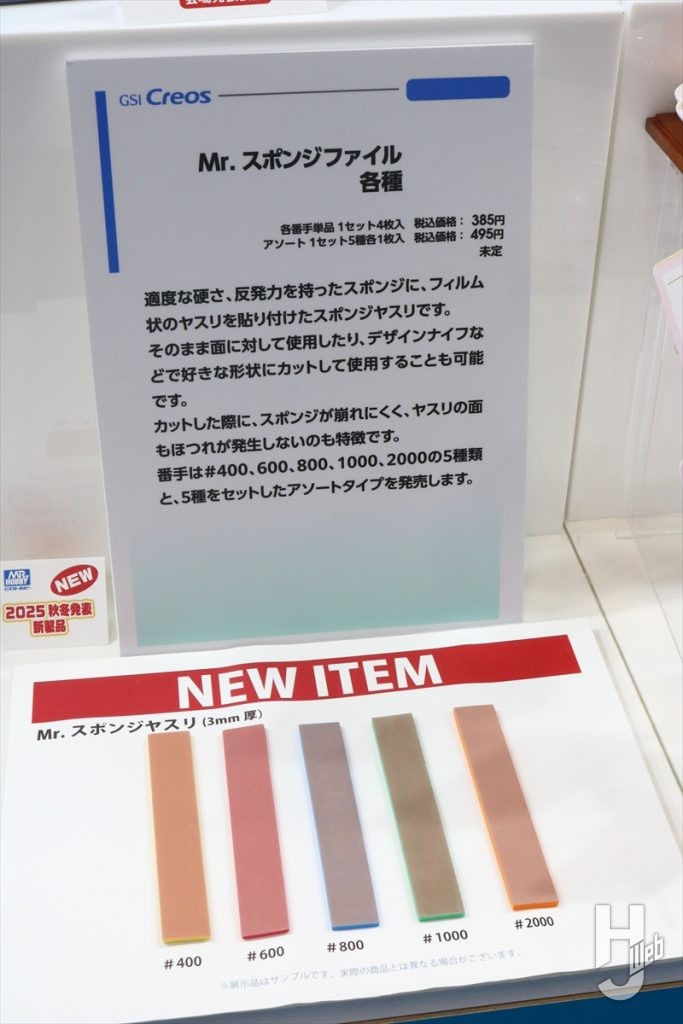 GSI Creos
Mr. スポンジファイル
各種
各番手単品 1セット4枚入 税込価格： 385円
アソート 1セット5種各1枚入 税込価格： 495円
未定
適度な硬さ、反発力を持ったスポンジに、フィルム
状のヤスリを貼り付けたスポンジヤスリです。
そのまま面に対して使用したり、デザインナイフな
どで好きな形状にカットして使用することも可能
です。
カットした際に、スポンジが崩れにくく、ヤスリの面
もほつれが発生しないのも特徴です。
番手は#400、600、800、1000、2000の5種類
と、5種をセットしたアソートタイプを発売します。
MR HOBBY
NEW
2025 秋冬発表
新製品
NEW ITEM
Mr. スポンジヤスリ (3mm 厚)
#400
#600
#800
#1000
#2000
※展示品はサンプルです。実際の商品とは異なる場合がございます。
HJ Web